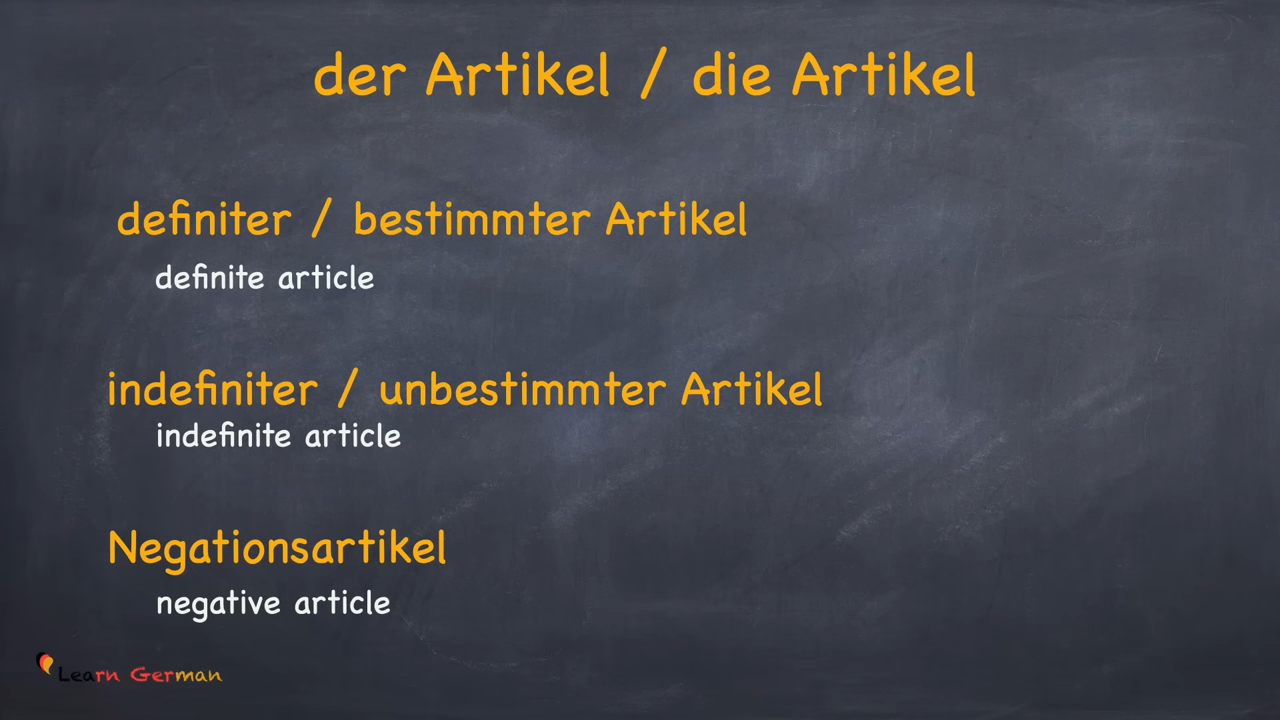 der Artikel / die Artikel
definiter / bestimmter Artikel
definite article
indefiniter / unbestimmter Artikel
indefinite article
Negationsartikel
negative article
Learn German